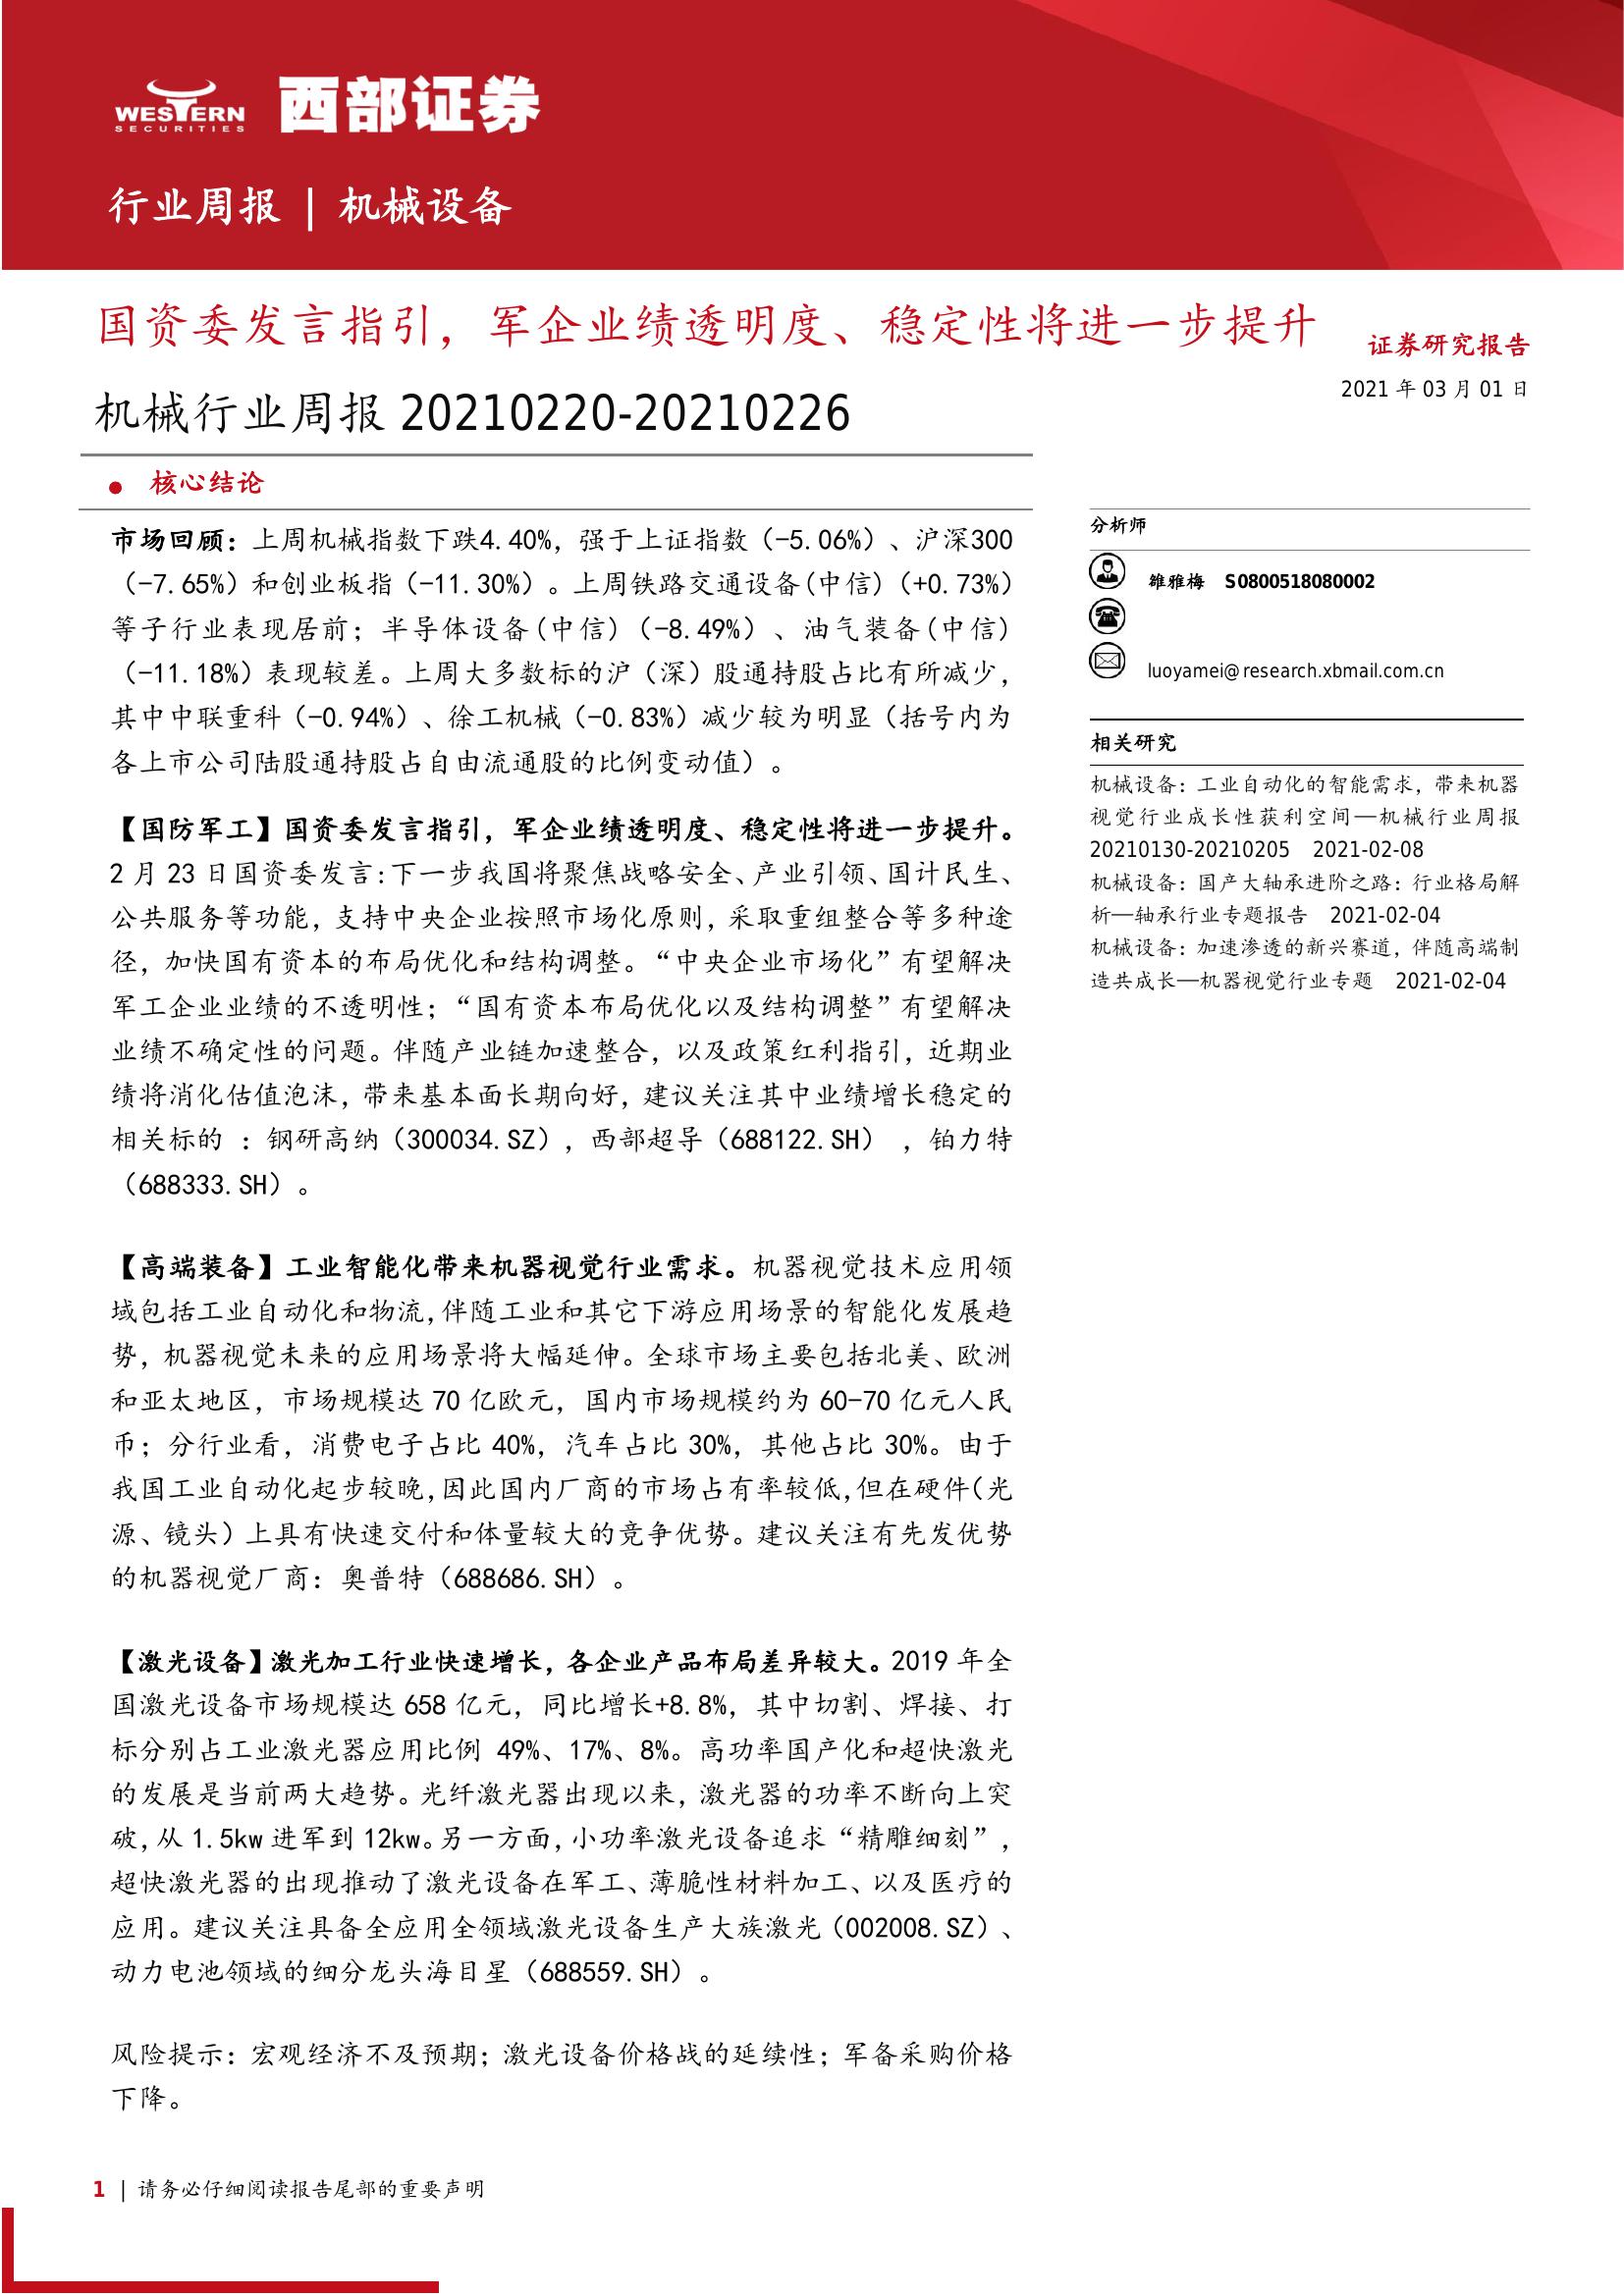 WESTERN
SECURITIES
西部证券
行业周报 | 机械设备
国资委发言指引，军企业绩透明度、稳定性将进一步提升
证券研究报告
2021 年 03 月 01 日
机械行业周报 20210220-20210226
● 核心结论
市场回顾：上周机械指数下跌4.40%，强于上证指数（-5.06%）、沪深300
（-7.65%）和创业板指（-11.30%）。上周铁路交通设备(中信)（+0.73%）
等子行业表现居前；半导体设备(中信)（-8.49%）、油气装备(中信)
（-11.18%）表现较差。上周大多数标的沪（深）股通持股占比有所减少，
其中中联重科（-0.94%）、徐工机械（-0.83%）减少较为明显（括号内为
各上市公司陆股通持股占自由流通股的比例变动值）。
【国防军工】国资委发言指引，军企业绩透明度、稳定性将进一步提升。
2 月 23 日国资委发言：下一步我国将聚焦战略安全、产业引领、国计民生、
公共服务等功能，支持中央企业按照市场化原则，采取重组整合等多种途
径，加快国有资本的布局优化和结构调整。“中央企业市场化”有望解决
军工企业业绩的不透明性；“国有资本布局优化以及结构调整”有望解决
业绩不确定性的问题。伴随产业链加速整合，以及政策红利指引，近期业
绩将消化估值泡沫，带来基本面长期向好，建议关注其中业绩增长稳定的
相关标的 ：钢研高纳（300034.SZ），西部超导（688122.SH） ，铂力特
（688333.SH）。
【高端装备】工业智能化带来机器视觉行业需求。机器视觉技术应用领
域包括工业自动化和物流，伴随工业和其它下游应用场景的智能化发展趋
势，机器视觉未来的应用场景将大幅延伸。全球市场主要包括北美、欧洲
和亚太地区，市场规模达 70 亿欧元，国内市场规模约为 60-70 亿元人民
币；分行业看，消费电子占比 40%，汽车占比 30%，其他占比 30%。由于
我国工业自动化起步较晚，因此国内厂商的市场占有率较低，但在硬件（光
源、镜头）上具有快速交付和体量较大的竞争优势。建议关注有先发优势
的机器视觉厂商：奥普特（688686.SH）。
【激光设备】激光加工行业快速增长，各企业产品布局差异较大。2019 年全
国激光设备市场规模达 658 亿元，同比增长+8.8%，其中切割、焊接、打
标分别占工业激光器应用比例 49%、17%、8%。高功率国产化和超快激光
的发展是当前两大趋势。光纤激光器出现以来，激光器的功率不断向上突
破，从 1.5kw 进军到 12kw。另一方面，小功率激光设备追求“精雕细刻”，
超快激光器的出现推动了激光设备在军工、薄脆性材料加工、以及医疗的
应用。建议关注具备全应用全领域激光设备生产大族激光（002008.SZ）、
动力电池领域的细分龙头海目星（688559.SH）。
风险提示：宏观经济不及预期；激光设备价格战的延续性；军备采购价格
下降。
分析师
雒雅梅 S0800518080002
luoyamei@research.xbmail.com.cn
相关研究
机械设备：工业自动化的智能需求，带来机器
视觉行业成长性获利空间—机械行业周报
20210130-20210205 2021-02-08
机械设备：国产大轴承进阶之路：行业格局解
析—轴承行业专题报告 2021-02-04
机械设备：加速渗透的新兴赛道，伴随高端制
造共成长—机器视觉行业专题 2021-02-04
1 | 请务必仔细阅读报告尾部的重要声明